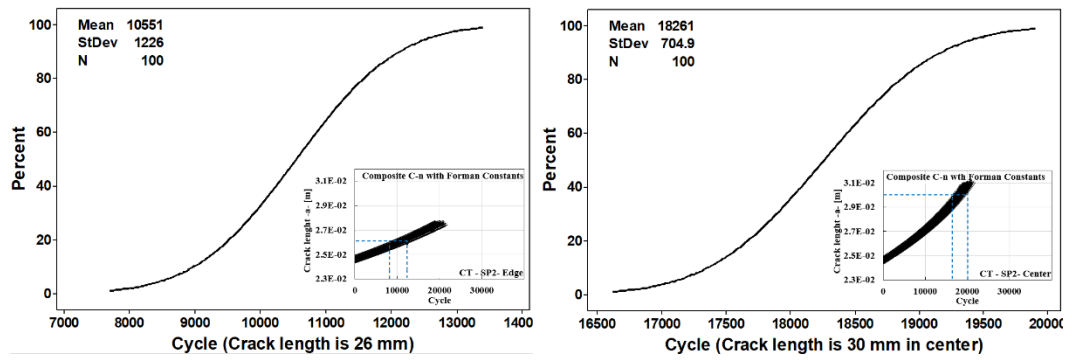 Mean 10551
StDev 1226
N 100
100
80
60
40
20
0
Percent
7000 8000 9000 10000 11000 12000 13000 1400
Cycle (Crack length is 26 mm)
Composite C-n with Forman Constants
3.1E-02
2.9E-02
2.7E-02
2.5E-02
2.3E-02
Crack lenght -a- [m]
CT - SP2- Edge
0 10000 20000 30000
Cycle
Mean 18261
StDev 704.9
N 100
100
80
60
40
20
0
Percent
16500 17000 17500 18000 18500 19000 19500 20000
Cycle (Crack length is 30 mm in center)
Composite C-n wth Forman Constants
3.1E-02
2.9E-02
2.7E-02
2.5E-02
2.3E-02
Crack lenght -a- [m]
CT - SP2- Center
0 10000 20000 30000
Cycle